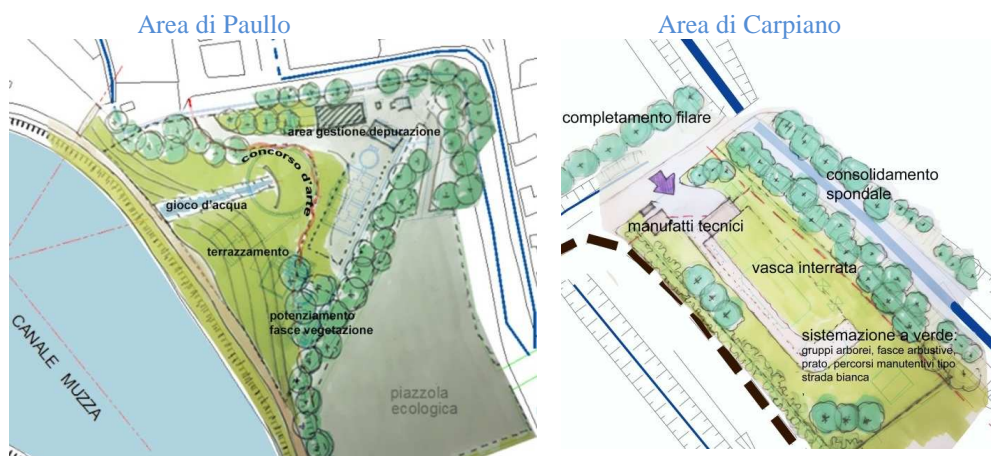 Area di Paullo
area gestione depurazione
concorso d'arte
gioco d'acqua
terrazzamento
potenziamento
fasce vegetazione
CANALE MUZZA
piazzola
ecologica
Area di Carpiano
completamento filare
consolidamento
spondale
manufatti tecnici
vasca interrata
sistemazione a verde:
gruppi arborei, fasce arbustive,
prato, percorsi manutentivi tipo
strada bianca